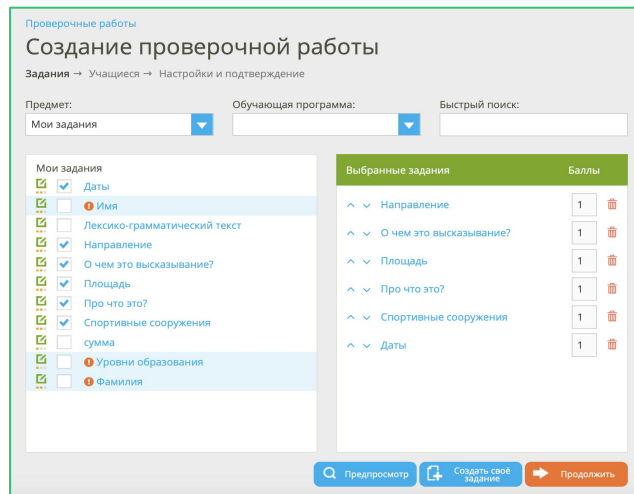 Проверочные работы
Создание проверочной работы
Задания → Учащиеся → Настройки и подтверждение
Предмет:
Обучающая программа:
Быстрый поиск:
Мои задания
Мои задания
Даты
Имя
Лексико-грамматический текст
Направление
О чем это высказывание?
Площадь
Про что это?
Спортивные сооружения
сумма
Уровни образования
Фамилия
Выбранные задания Баллы
Направление 1
О чем это высказывание? 1
Площадь 1
Про что это? 1
Спортивные сооружения 1
Даты 1
Предпросмотр
Создать своё
задание
Продолжить